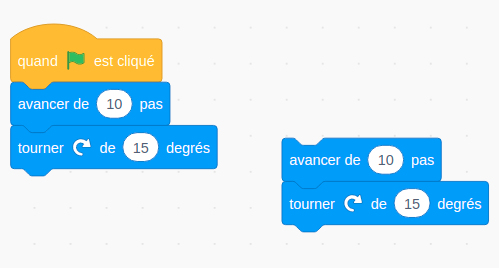 quand est cliqué
avancer de 10 pas
tourner de 15 degrés
avancer de 10 pas
tourner de 15 degrés